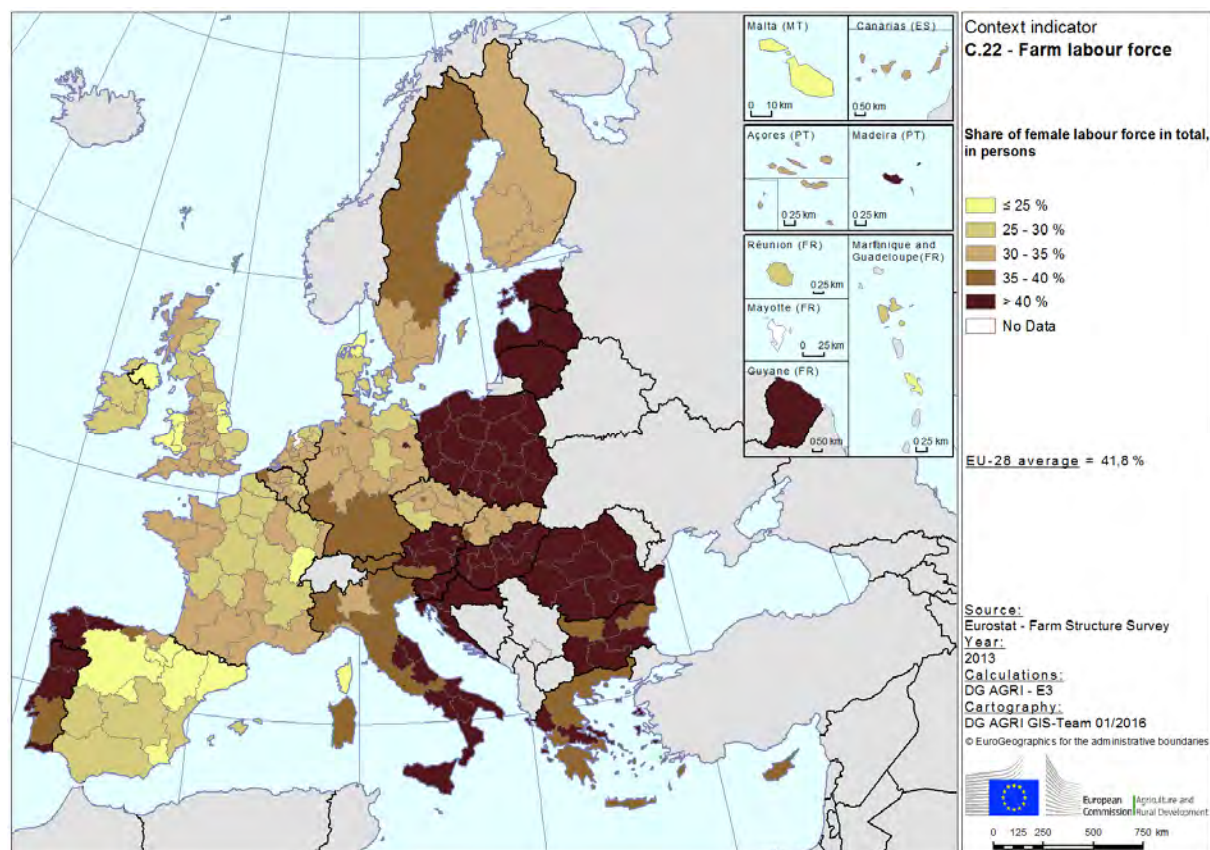 Malta (MT)
0 10 km
Canarias (ES)
0 50 km
Açores (PT)
0 25 km
Madeira (PT)
0 25 km
Réunion (FR)
0 25 km
Martinique and
Guadeloupe(FR)
0 25 km
Mayotte (FR)
0 25 km
Guyane (FR)
0 50 km
Context indicator
C.22 - Farm labour force
Share of female labour force in total,
in persons
≤ 25 %
25 - 30 %
30 - 35 %
35 - 40 %
> 40 %
No Data
EU-28 average = 41,8 %
Source:
Eurostat - Farm Structure Survey
Year:
2013
Calculations:
DG AGRI - E3
Cartography:
DG AGRI GIS-Team 01/2016
© EuroGeographics for the administrative boundaries
European
Commission
Agriculture and
Rural Development
0 125 250 500 750 km